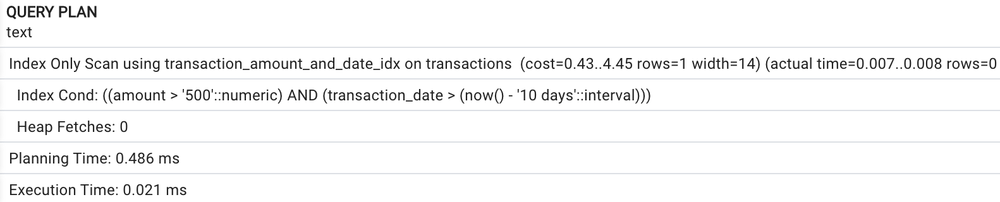 QUERY PLAN
text
Index Only Scan using transaction_amount_and_date_idx on transactions  (cost=0.43..4.45 rows=1 width=14) (actual time=0.007..0.008 rows=0
Index Cond: ((amount > '500'::numeric) AND (transaction_date > (now() - '10 days'::interval)))
Heap Fetches: 0
Planning Time: 0.486 ms
Execution Time: 0.021 ms